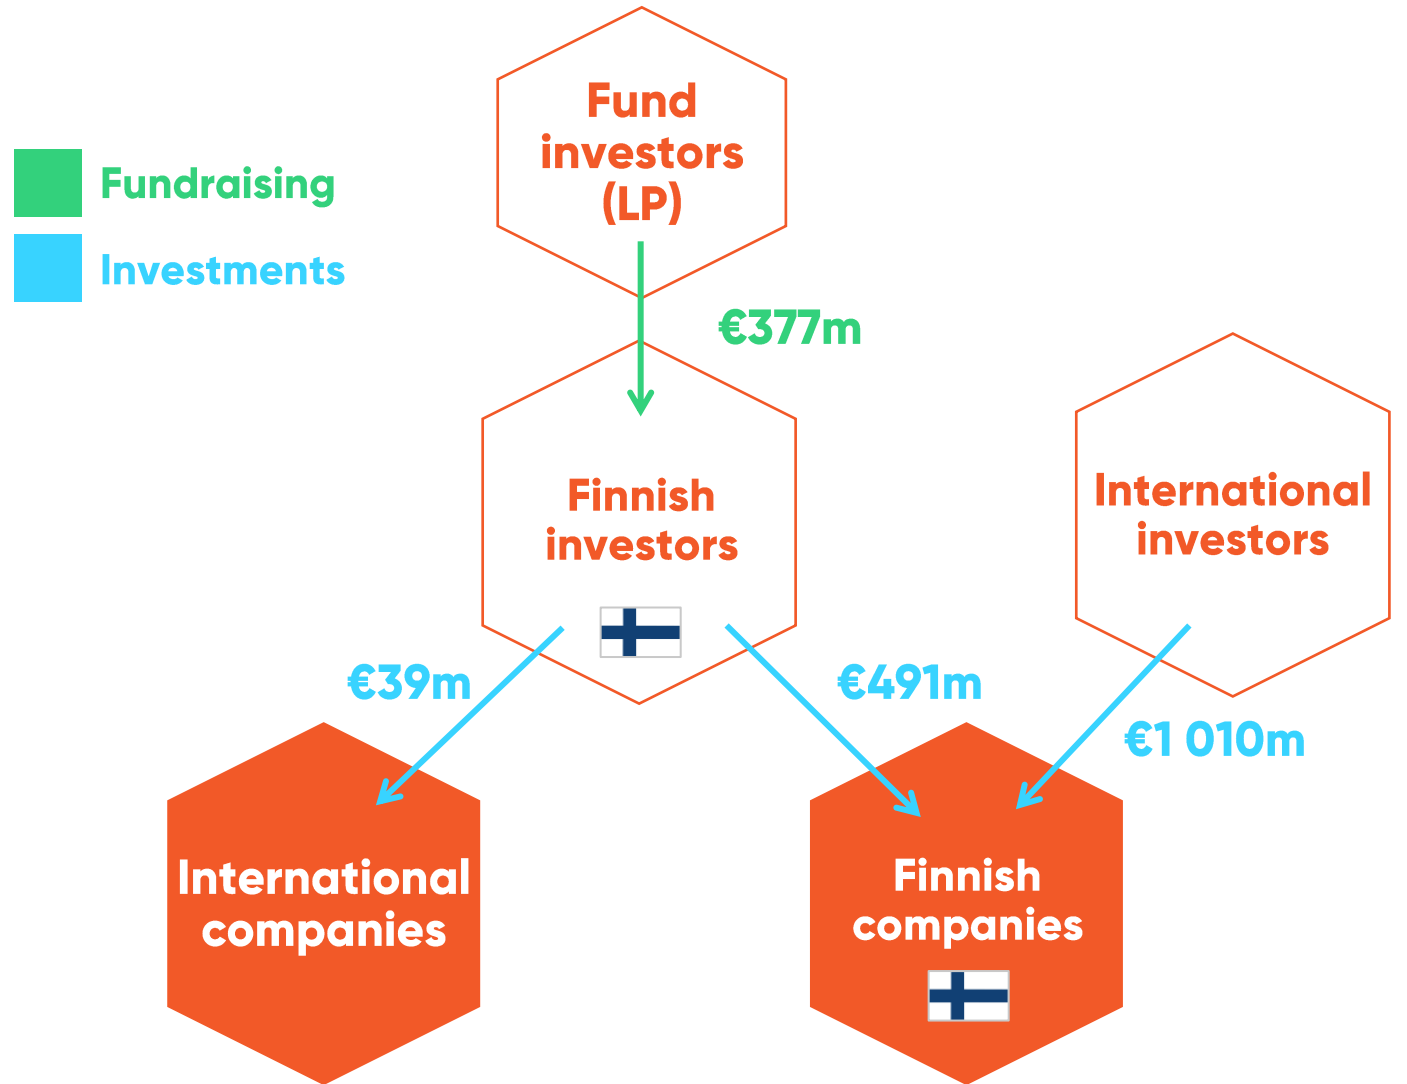 Fund
investors
(LP)
Fundraising
Investments
€377m
Finnish
investors
International
investors
€39m
€491m
€1 010m
International
companies
Finnish
companies